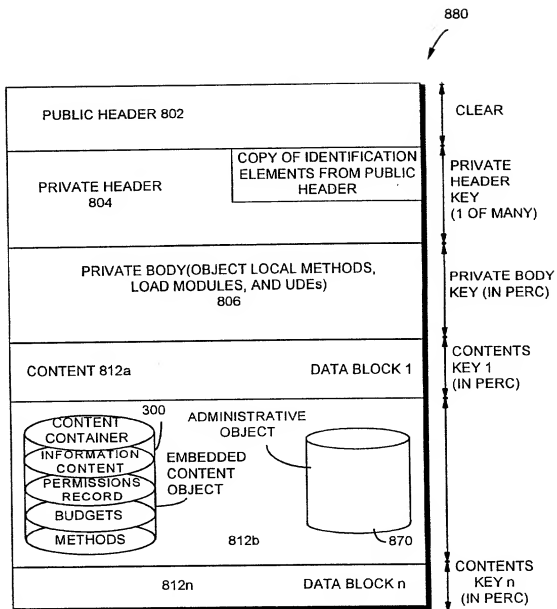 880
PUBLIC HEADER 802
CLEAR
PRIVATE HEADER
804
COPY OF IDENTIFICATION
ELEMENTS FROM PUBLIC
HEADER
PRIVATE
HEADER
KEY
(1 OF MANY)
PRIVATE BODY(OBJECT LOCAL METHODS,
LOAD MODULES, AND UDEs)
806
PRIVATE BODY
KEY (IN PERC)
CONTENT 812a
DATA BLOCK 1
CONTENTS
KEY 1
(IN PERC)
300
CONTENT
CONTAINER
INFORMATION
CONTENT
PERMISSIONS
RECORD
BUDGETS
METHODS
EMBEDDED
CONTENT
OBJECT
ADMINISTRATIVE
OBJECT
812b
870
812n
DATA BLOCK n
CONTENTS
KEY n
(IN PERC)